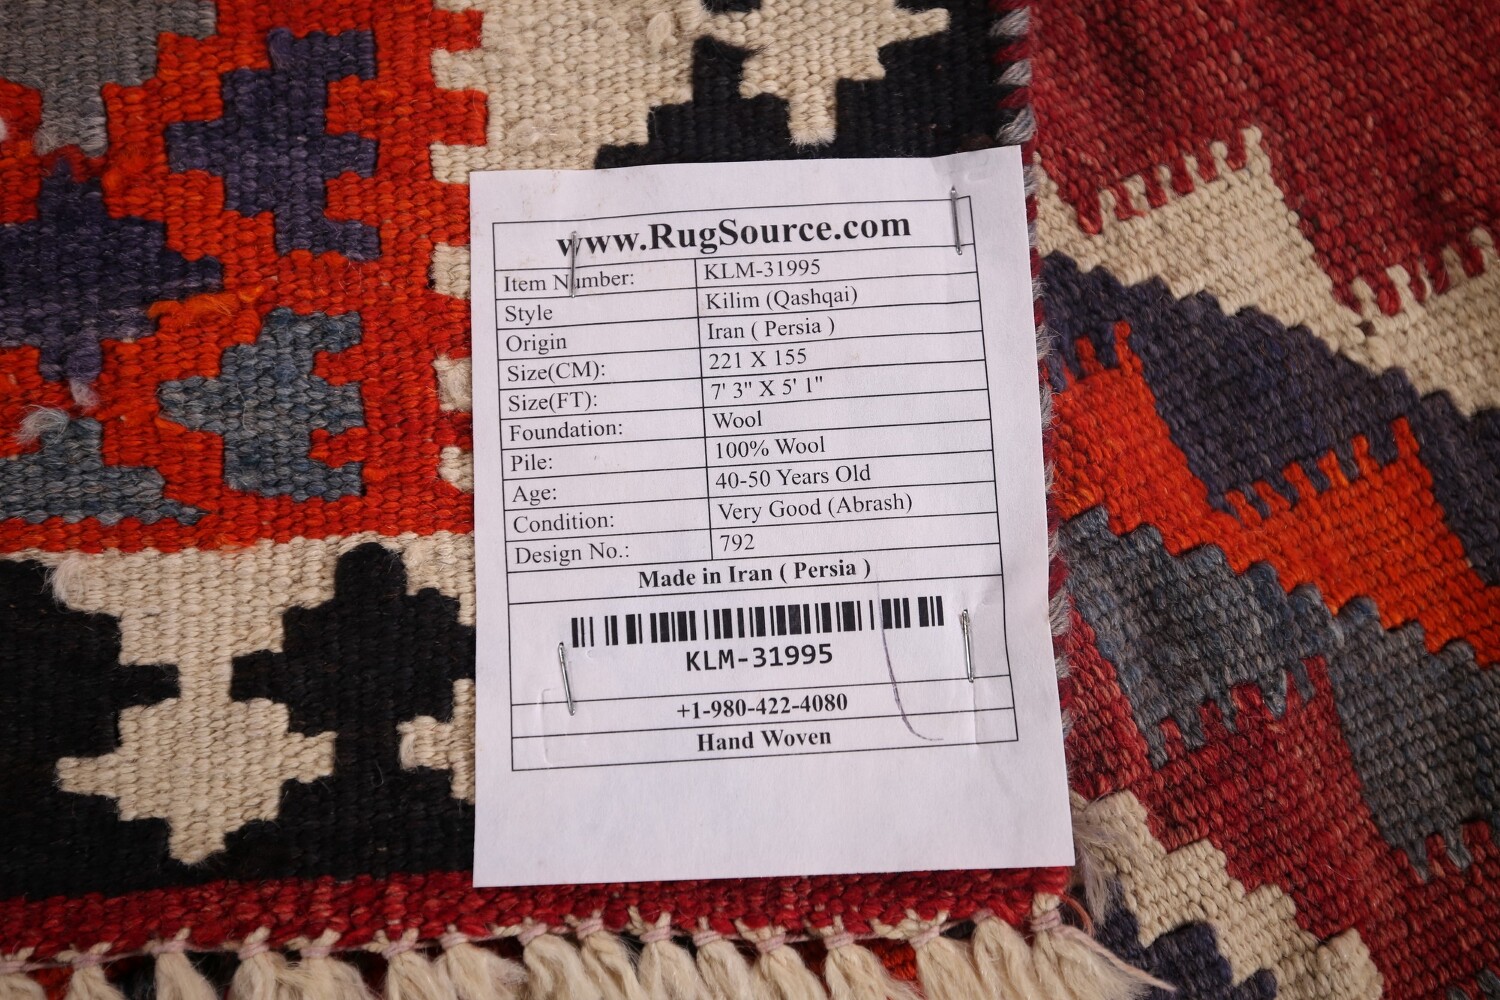 www.RugSource.com
Item Number: KLM-31995
Style Kilim (Qashqai)
Origin Iran ( Persia )
Size(CM): 221 X 155
Size(FT): 7' 3" X 5' 1"
Foundation: Wool
Pile: 100% Wool
Age: 40-50 Years Old
Condition: Very Good (Abrash)
Design No.: 792
Made in Iran ( Persia )
KLM-31995
+1-980-422-4080
Hand Woven